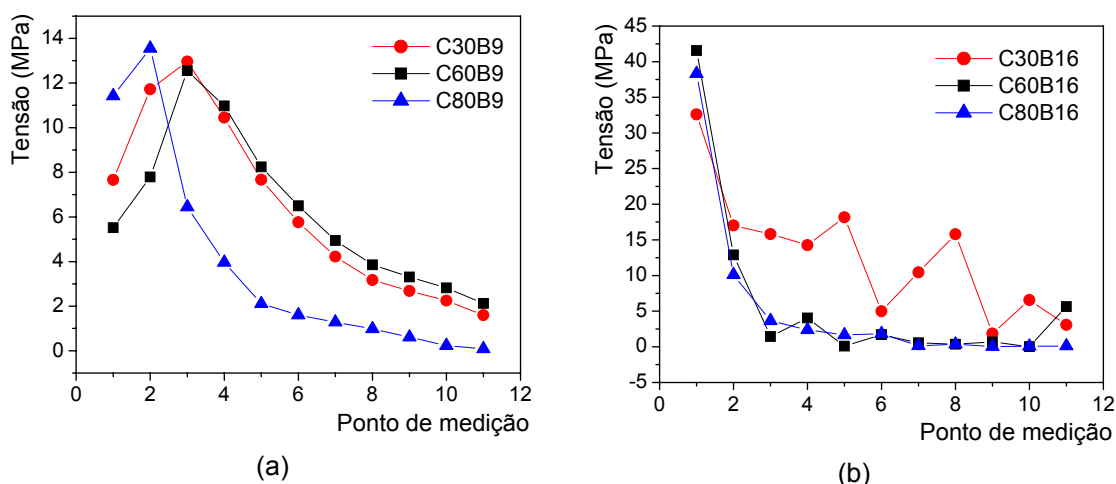 14
12
10
8
6
4
2
0
Tensão (MPa)
C30B9
C60B9
C80B9
0 2 4 6 8 10 12
Ponto de medição
(a)
45
40
35
30
25
20
15
10
5
0
-5
Tensão (MPa)
C30B16
C60B16
C80B16
0 2 4 6 8 10 12
Ponto de medição
(b)